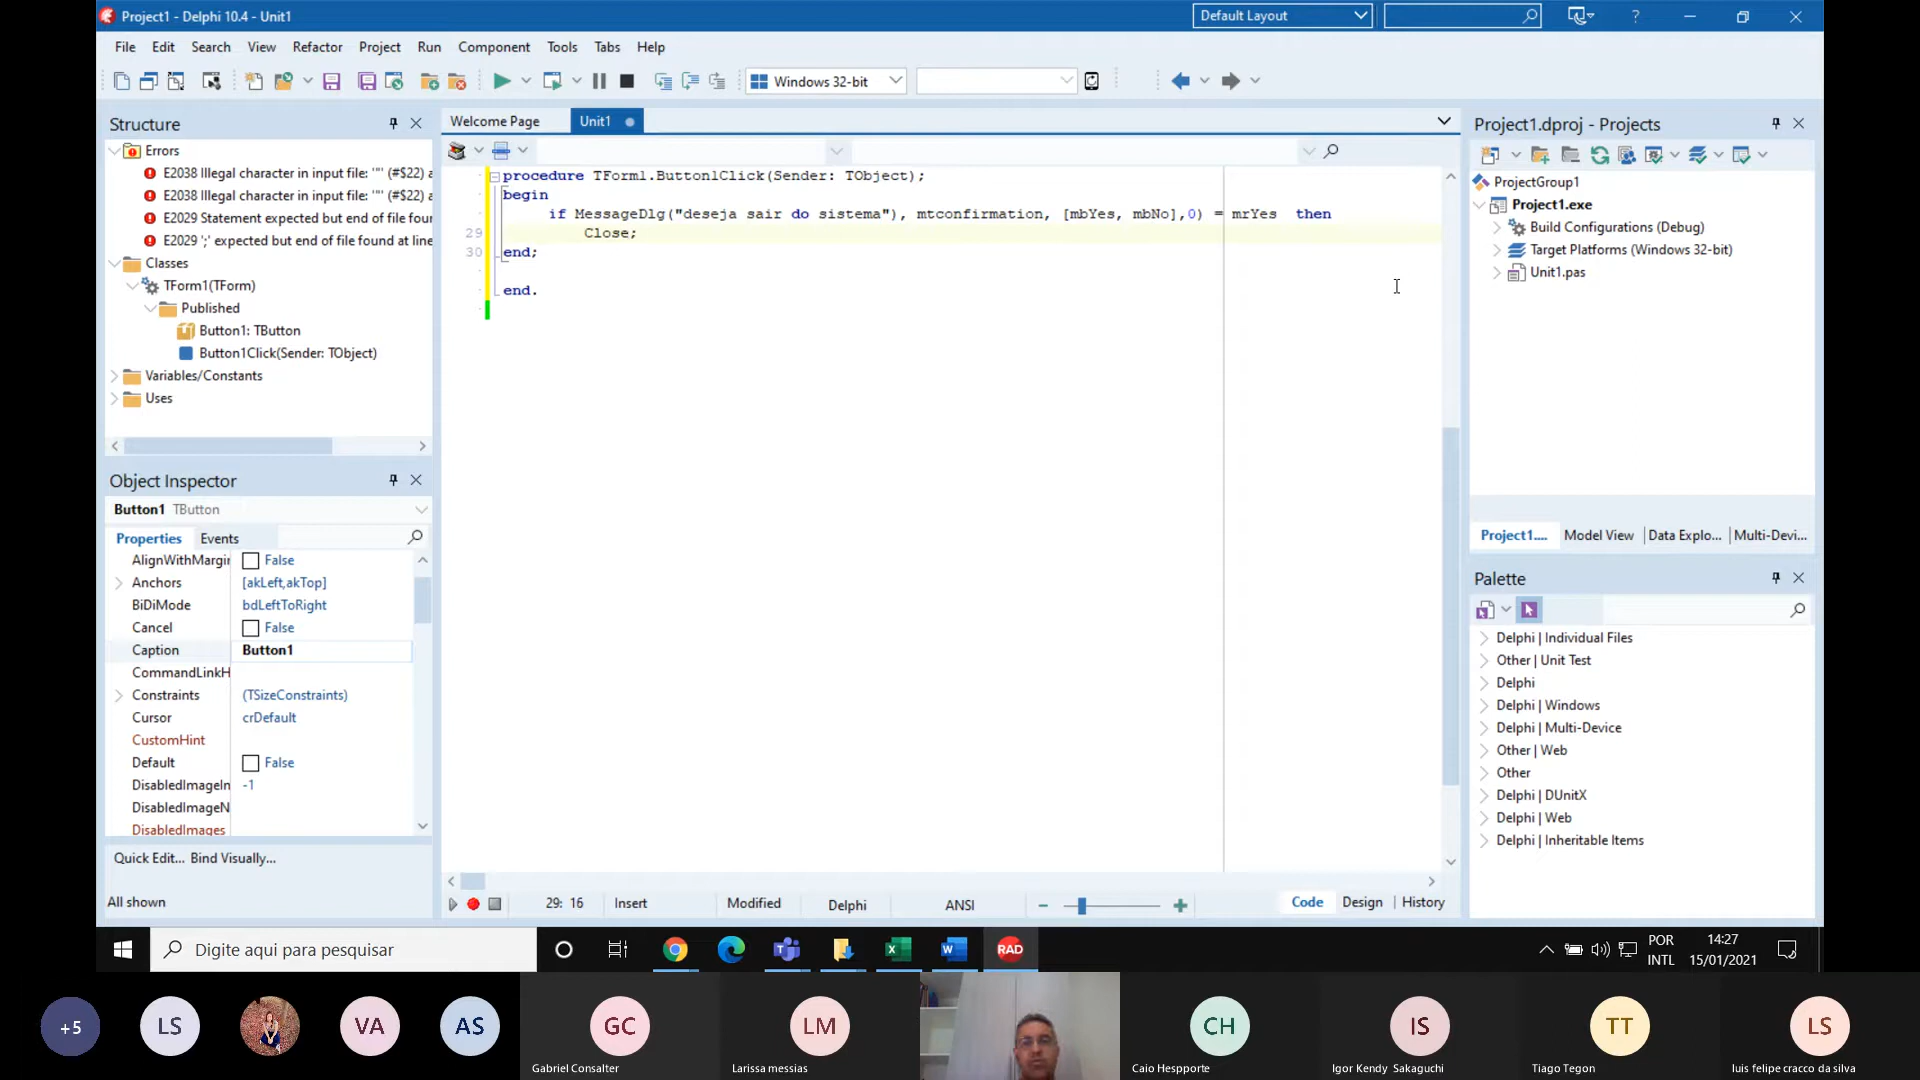 Project1 - Delphi 10.4 - Unit1
Default Layout
?
File Edit Search View Refactor Project Run Component Tools Tabs Help
Windows 32-bit
Structure
Errors
E2038 Illegal character in input file: '"' (#$22) a
E2038 Illegal character in input file: '"' (#$22) a
E2029 Statement expected but end of file four
E2029 ';' expected but end of file found at line
Classes
TForm1(TForm)
Published
Button1: TButton
Button1Click(Sender: TObject)
Variables/Constants
Uses
Object Inspector
Button1 TButton
Properties Events
AlignWithMargin False
Anchors [akLeft,akTop]
BiDiMode bdLeftToRight
Cancel False
Caption Button1
CommandLinkH
Constraints (TSizeConstraints)
Cursor crDefault
CustomHint
Default False
DisabledImageIn -1
DisabledImageN
DisabledImages
Quick Edit... Bind Visually...
All shown
Welcome Page Unit1
procedure TForm1.Button1Click(Sender: TObject);
begin
if MessageDlg("deseja sair do sistema"), mtconfirmation, [mbYes, mbNo],0) = mrYes then
29 Close;
30 end;
end.
29: 16 Insert Modified Delphi ANSI
Code Design History
Project1.dproj - Projects
ProjectGroup1
Project1.exe
Build Configurations (Debug)
Target Platforms (Windows 32-bit)
Unit1.pas
Project1.... Model View Data Explo... Multi-Devi...
Palette
Delphi | Individual Files
Other | Unit Test
Delphi
Delphi | Windows
Delphi | Multi-Device
Other | Web
Other
Delphi | DUnitX
Delphi | Web
Delphi | Inheritable Items
Digite aqui para pesquisar
RAD
POR
INTL
14:27
15/01/2021
+5
LS
VA
AS
GC
Gabriel Consalter
LM
Larissa messias
CH
Caio Hespporte
IS
Igor Kendy Sakaguchi
TT
Tiago Tegon
LS
luis felipe cracco da silva